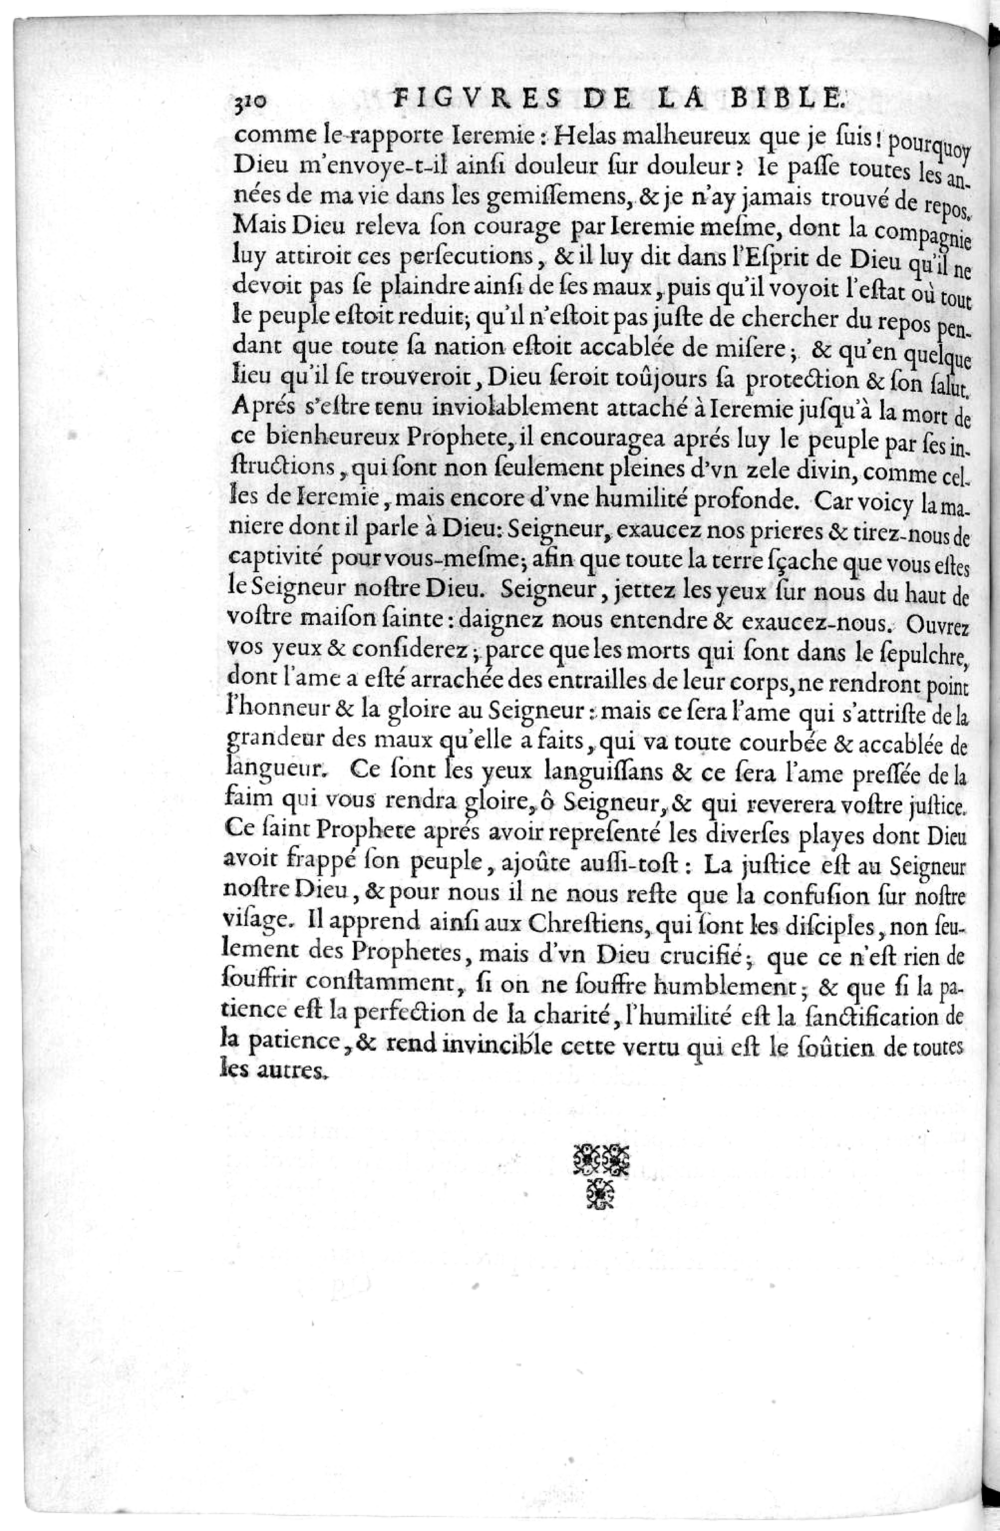 310 FIGVRES DE LA BIBLE.
comme le rapporte Ieremie : Helas malheureux que je ſuis ! pourquoy
Dieu m'envoye-t-il ainſi douleur ſur douleur ? Ie paſſe toutes les an-
nées de ma vie dans les gemiſſemens, & je n'ay jamais trouvé de repos.
Mais Dieu releva ſon courage par Ieremie meſme, dont la compagnie
luy attiroit ces perſecutions, & il luy dit dans l'Eſprit de Dieu qu'il ne
devoit pas ſe plaindre ainſi de ſes maux, puis qu'il voyoit l'eſtat où tout
le peuple eſtoit reduit; qu'il n'eſtoit pas juſte de chercher du repos pen-
dant que toute ſa nation eſtoit accablée de miſere; & qu'en quelque
lieu qu'il ſe trouveroit, Dieu ſeroit toûjours ſa protection & ſon ſalut.
Aprés s'eſtre tenu inviolablement attaché à Ieremie juſqu'à la mort de
ce bienheureux Prophete, il encouragea aprés luy le peuple par ſes in-
ſtructions, qui ſont non ſeulement pleines d'vn zele divin, comme cel-
les de Ieremie, mais encore d'vne humilité profonde. Car voicy la ma-
niere dont il parle à Dieu: Seigneur, exaucez nos prieres & tirez-nous de
captivité pour vous-meſme; afin que toute la terre ſçache que vous eſtes
le Seigneur noſtre Dieu. Seigneur, jettez les yeux ſur nous du haut de
voſtre maiſon ſainte : daignez nous entendre & exaucez-nous. Ouvrez
vos yeux & conſiderez; parce que les morts qui ſont dans le ſepulchre,
dont l'ame a eſté arrachée des entrailles de leur corps, ne rendront point
l'honneur & la gloire au Seigneur : mais ce ſera l'ame qui s'attriſte de la
grandeur des maux qu'elle a faits, qui va toute courbée & accablée de
langueur. Ce ſont les yeux languiſſans & ce ſera l'ame preſſée de la
faim qui vous rendra gloire, ô Seigneur, & qui reverera voſtre juſtice.
Ce ſaint Prophete aprés avoir repreſenté les diverſes playes dont Dieu
avoit frappé ſon peuple, ajoûte auſſi-toſt : La juſtice eſt au Seigneur
noſtre Dieu, & pour nous il ne nous reſte que la confuſion ſur noſtre
viſage. Il apprend ainſi aux Chreſtiens, qui ſont les diſciples, non ſeu-
lement des Prophetes, mais d'vn Dieu crucifié; que ce n'eſt rien de
ſouffrir conſtamment, ſi on ne ſouffre humblement; & que ſi la pa-
tience eſt la perfection de la charité, l'humilité eſt la ſanctification de
la patience, & rend invincible cette vertu qui eſt le ſoûtien de toutes
les autres.